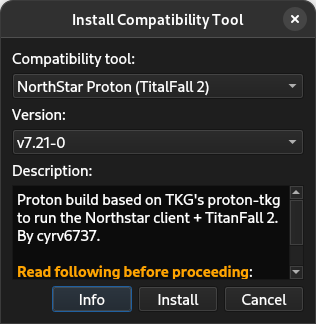 Install Compatibility Tool
Compatibility tool:
NorthStar Proton (TitalFall 2)
Version:
v7.21-0
Description:
Proton build based on TKG's proton-tkg
to run the Northstar client + TitanFall 2.
By cyrv6737.
Read following before proceeding:
Info
Install
Cancel